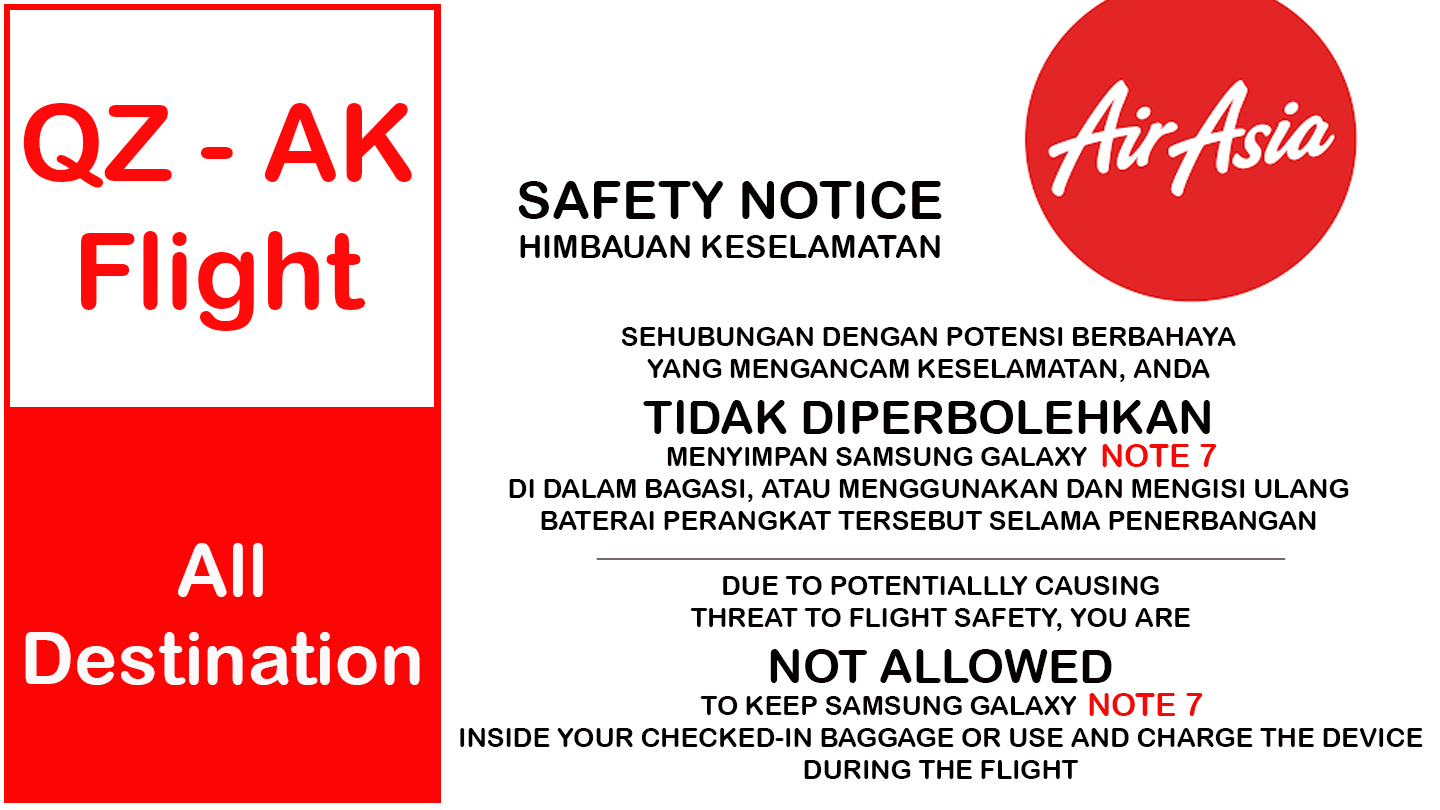 QZ - AK
Flight
All
Destination
AirAsia
SAFETY NOTICE
HIMBAUAN KESELAMATAN
SEHUBUNGAN DENGAN POTENSI BERBAHAYA
YANG MENGANCAM KESELAMATAN, ANDA
TIDAK DIPERBOLEHKAN
MENYIMPAN SAMSUNG GALAXY NOTE 7
DI DALAM BAGASI, ATAU MENGGUNAKAN DAN MENGISI ULANG
BATERAI PERANGKAT TERSEBUT SELAMA PENERBANGAN
DUE TO POTENTIALLLY CAUSING
THREAT TO FLIGHT SAFETY, YOU ARE
NOT ALLOWED
TO KEEP SAMSUNG GALAXY NOTE 7
INSIDE YOUR CHECKED-IN BAGGAGE OR USE AND CHARGE THE DEVICE
DURING THE FLIGHT